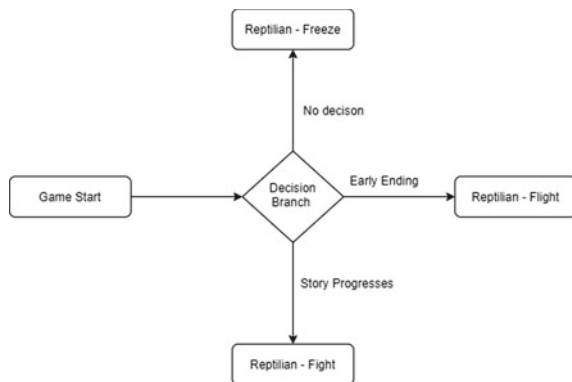 Reptilian - Freeze
No decison
Game Start
Decision
Branch
Early Ending
Reptilian - Flight
Story Progresses
Reptilian - Fight